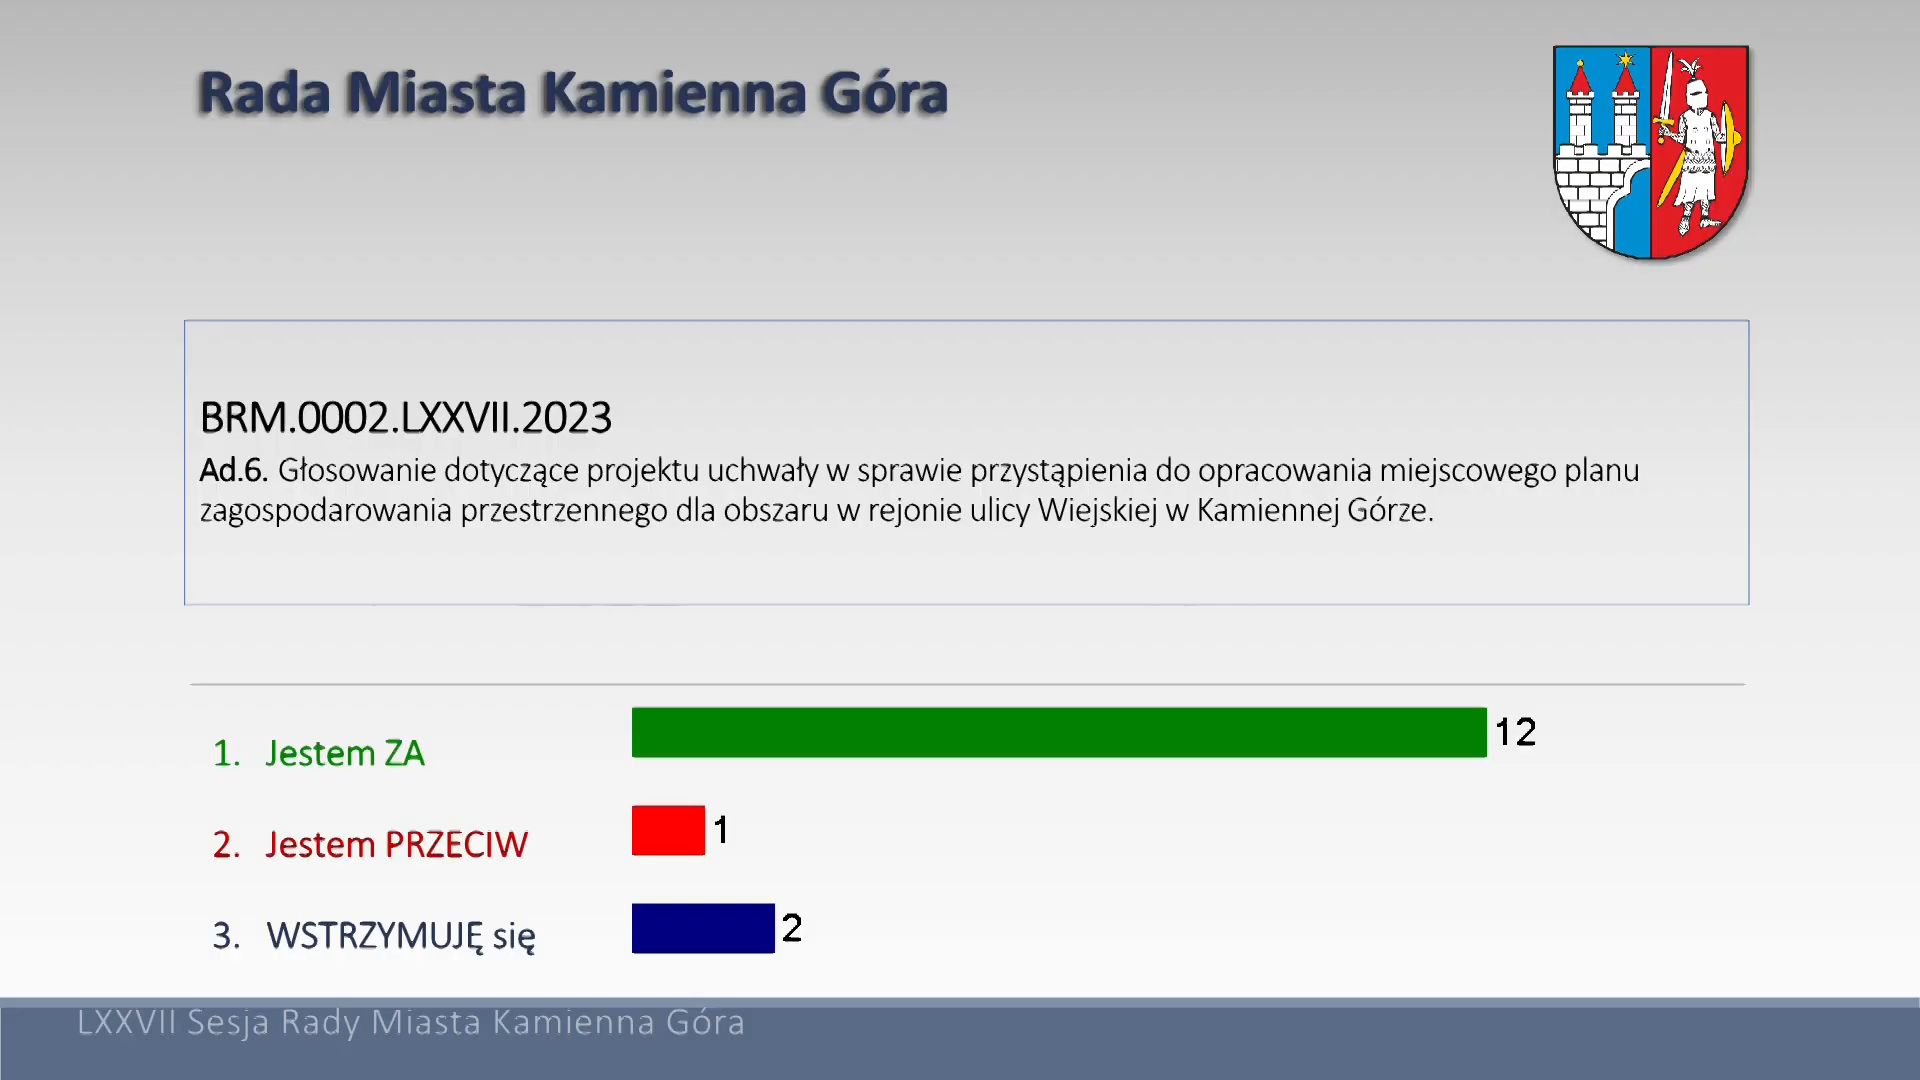 Rada Miasta Kamienna Góra
BRM.0002.LXXVII.2023
Ad.6. Głosowanie dotyczące projektu uchwały w sprawie przystąpienia do opracowania miejscowego planu
zagospodarowania przestrzennego dla obszaru w rejonie ulicy Wiejskiej w Kamiennej Górze.
1. Jestem ZA 12
2. Jestem PRZECIW 1
3. WSTRZYMUJĘ się 2
LXXVII Sesja Rady Miasta Kamienna Góra